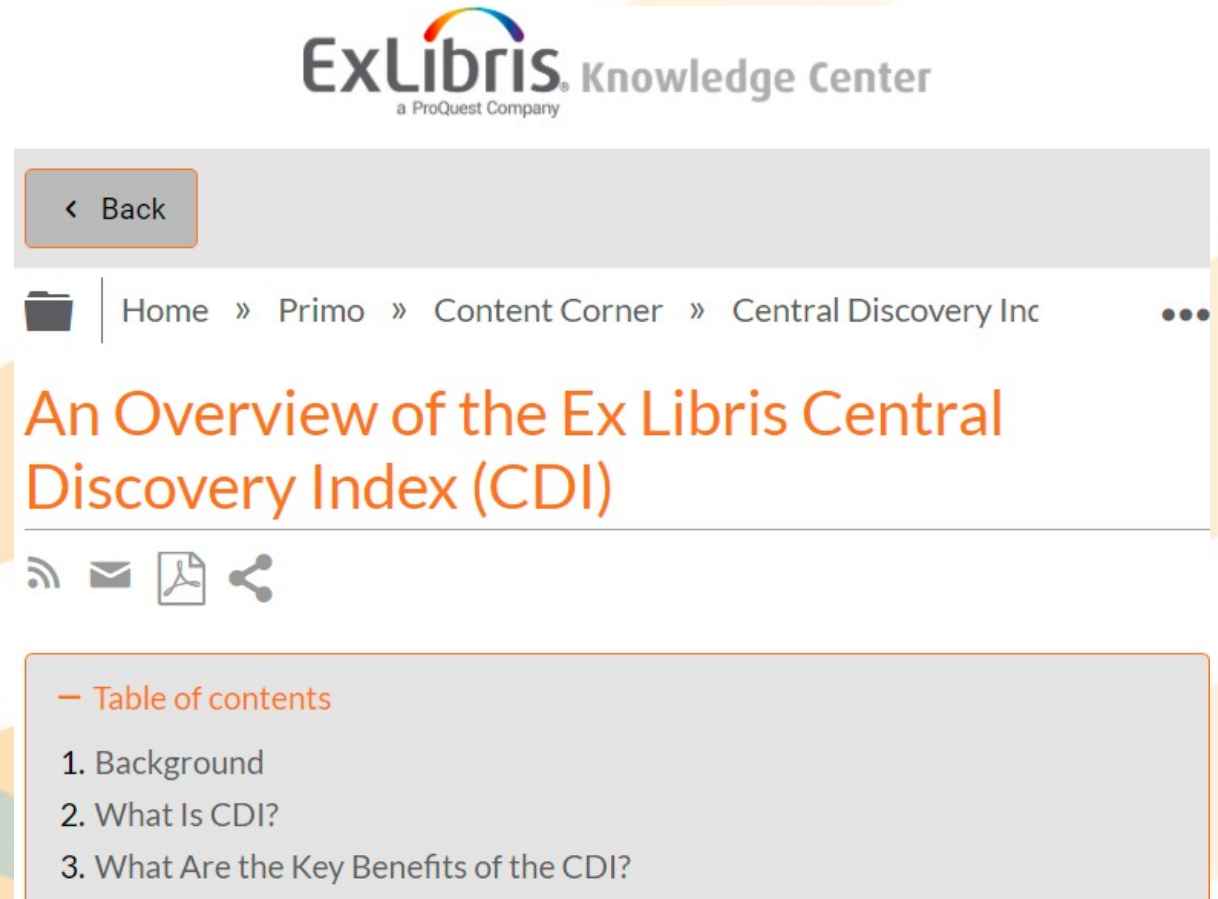 ExLibris® Knowledge Center
a ProQuest Company
‹ Back
Home » Primo » Content Corner » Central Discovery Inc •••
An Overview of the Ex Libris Central
Discovery Index (CDI)
– Table of contents
1. Background
2. What Is CDI?
3. What Are the Key Benefits of the CDI?